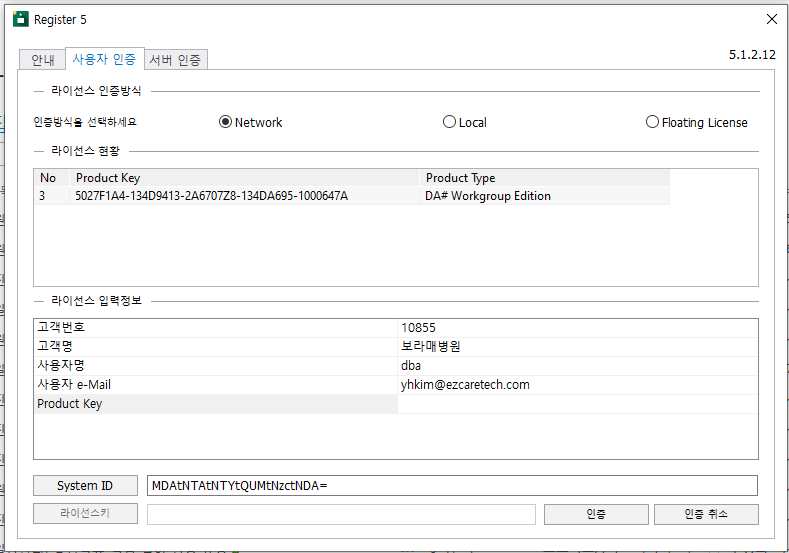 Register 5
안내 사용자 인증 서버 인증 5.1.2.12
라이선스 인증방식
인증방식을 선택하세요 Network Local Floating License
라이선스 현황
No Product Key Product Type
3 5027F1A4-134D9413-2A6707Z8-134DA695-1000647A DA# Workgroup Edition
라이선스 입력정보
고객번호 10855
고객명 보라매병원
사용자명 dba
사용자 e-Mail yhkim@ezcaretech.com
Product Key
System ID MDAtNTAtNTYtQUMtNzctNDA=
라이선스키 인증 인증 취소